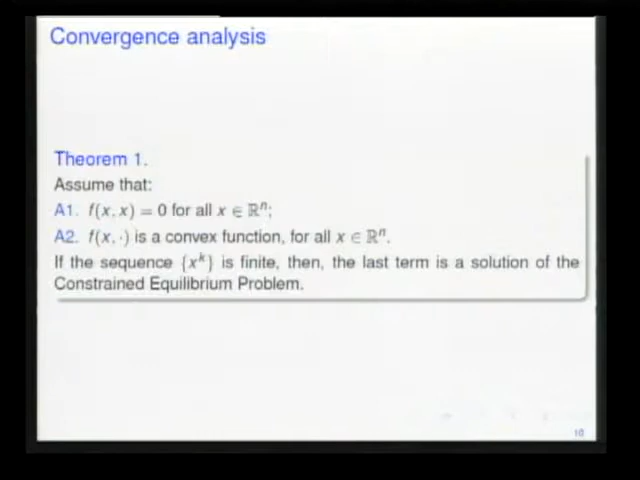 Convergence analysis
Theorem 1.
Assume that:
A1. f(x, x) = 0 for all x ∈ ℝⁿ;
A2. f(x, ·) is a convex function, for all x ∈ ℝⁿ.
If the sequence {xᵏ} is finite, then, the last term is a solution of the
Constrained Equilibrium Problem.
10